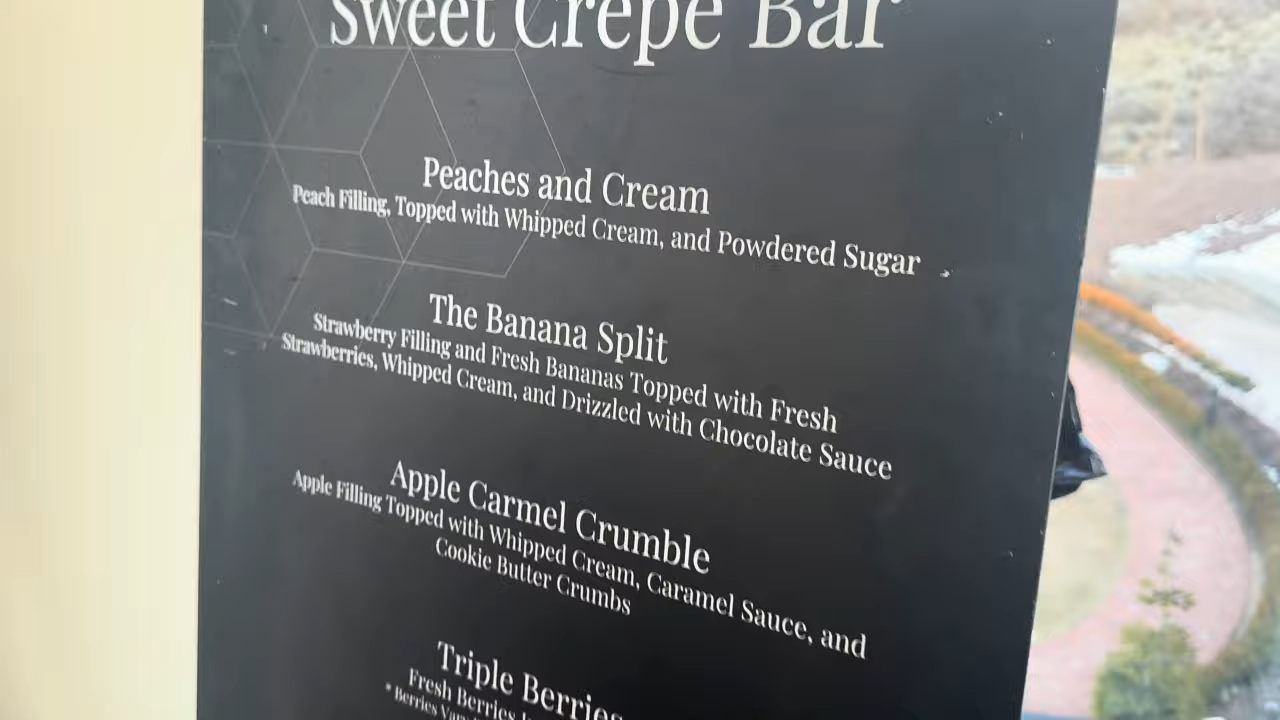 Sweet Crepe Bar
Peaches and Cream
Peach Filling, Topped with Whipped Cream, and Powdered Sugar
The Banana Split
Strawberry Filling and Fresh Bananas Topped with Fresh
Strawberries, Whipped Cream, and Drizzled with Chocolate Sauce
Apple Carmel Crumble
Apple Filling Topped with Whipped Cream, Caramel Sauce, and
Cookie Butter Crumbs
Triple Berries
Fresh Berries
* Berries